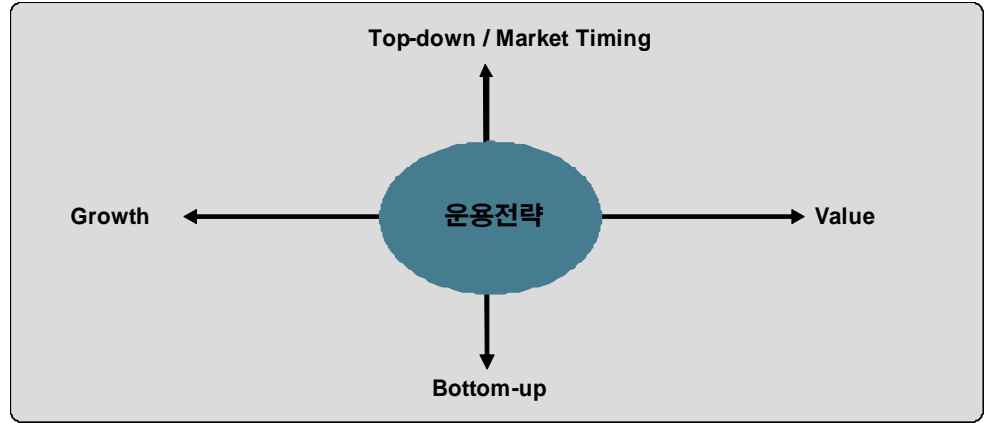 Top-down / Market Timing
Growth
운용전략
Value
Bottom-up